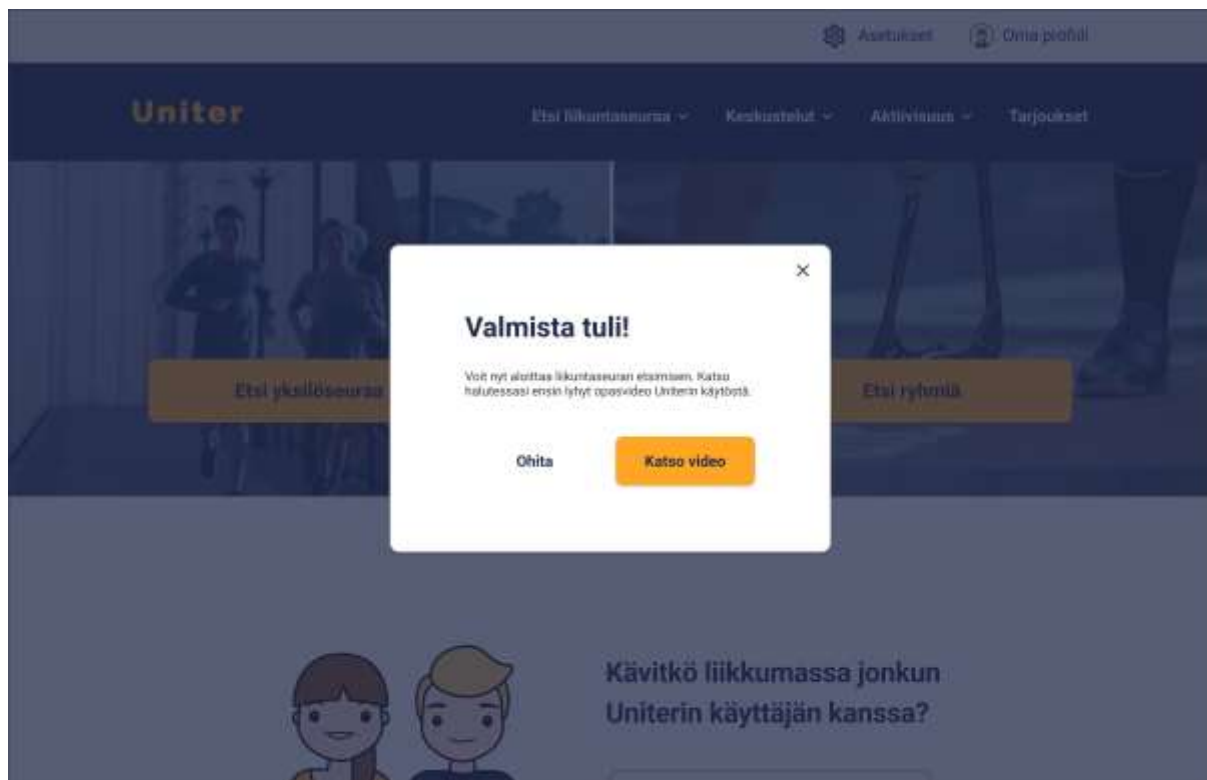 Asetukset Oma profiili
Uniter
Etsi liikuntaseuraa Keskustelut Aktiivisuus Tarjoukset
Valmista tuli!
Voit nyt aloittaa liikuntaseuran etsimisen. Katso
halutessasi ensin lyhyt opasvideo Uniterin käytöstä.
Etsi yksilöseuraa
Etsi ryhmiä
Ohita Katso video
Kävitkö liikkumassa jonkun
Uniterin käyttäjän kanssa?